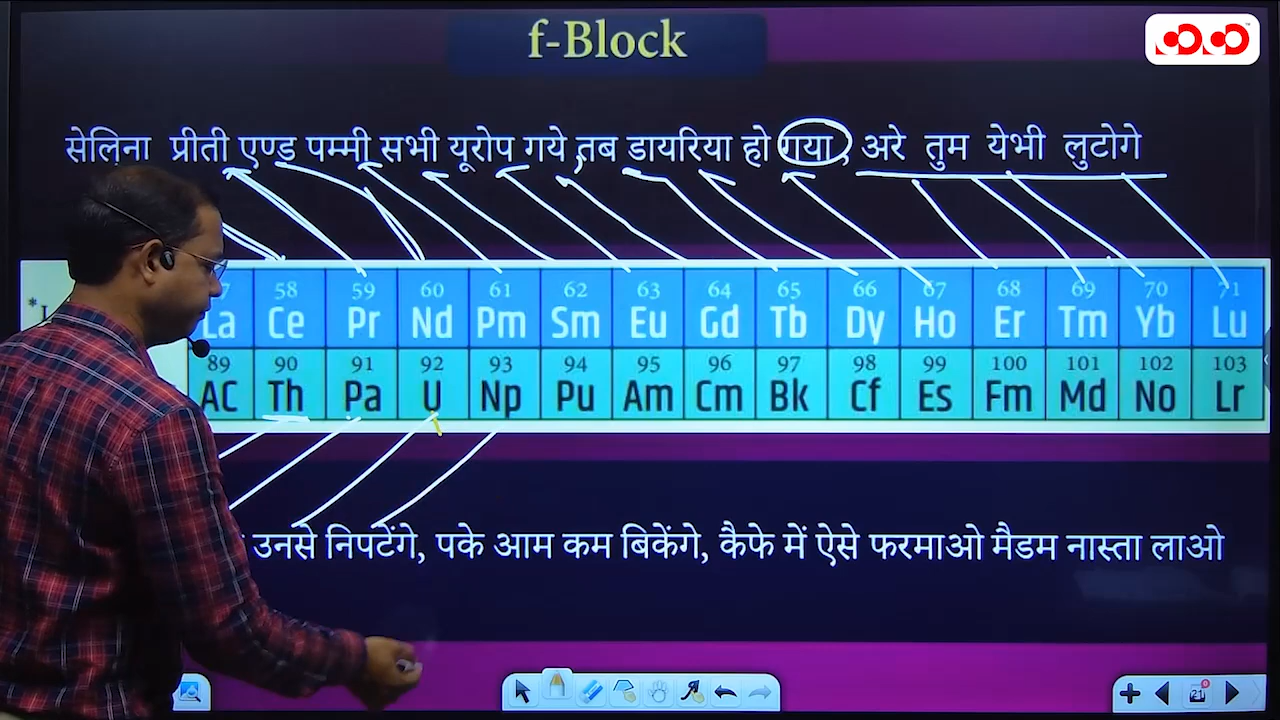 f-Block
सेलिना प्रीती एण्ड पम्मी सभी यूरोप गये, तब डायरिया हो गया, अरे तुम येभी लुटोगे
58 59 60 61 62 63 64 65 66 67 68 69 70 71
La Ce Pr Nd Pm Sm Eu Gd Tb Dy Ho Er Tm Yb Lu
89 90 91 92 93 94 95 96 97 98 99 100 101 102 103
AC Th Pa U Np Pu Am Cm Bk Cf Es Fm Md No Lr
उनसे निपटेंगे, पके आम कम बिकेंगे, कैफे में ऐसे फरमाओ मैडम नास्ता लाओ
21